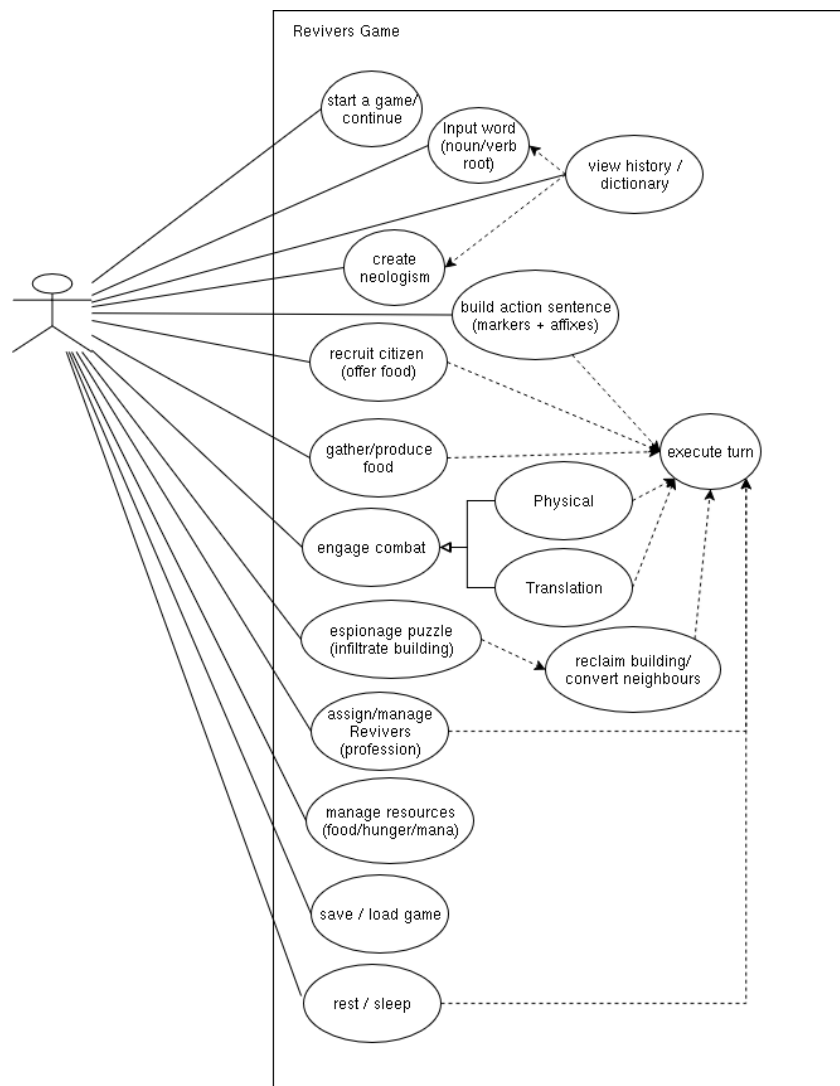 Revivers Game
start a game/
continue
Input word
(noun/verb
root)
view history /
dictionary
create
neologism
build action sentence
(markers + affixes)
recruit citizen
(offer food)
execute turn
gather/produce
food
Physical
engage combat
Translation
espionage puzzle
(infiltrate building)
reclaim building/
convert neighbours
assign/manage
Revivers
(profession)
manage resources
(food/hunger/mana)
save / load game
rest / sleep